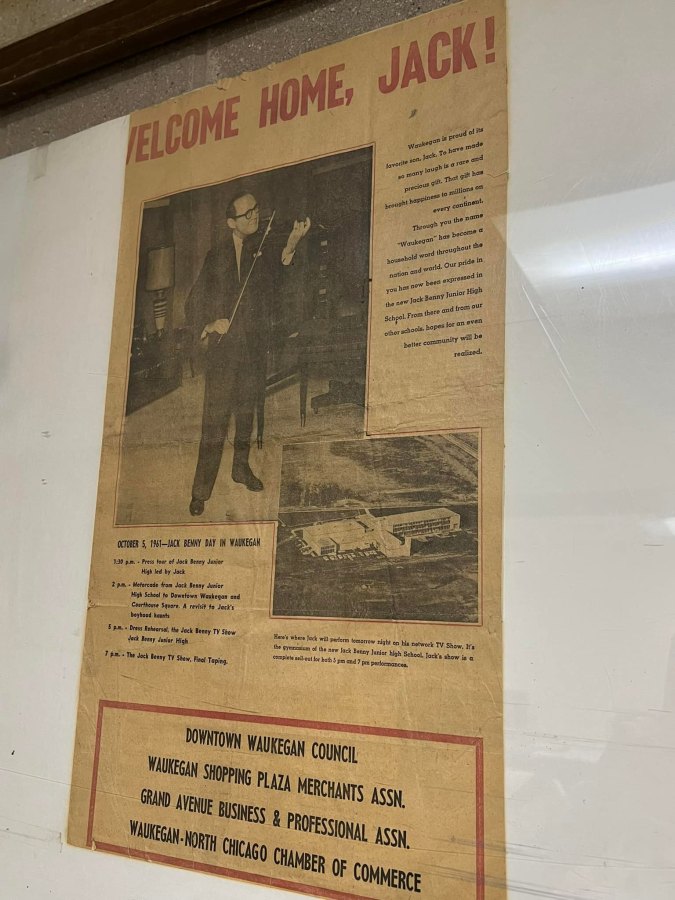 WELCOME HOME, JACK!
Waukegan is proud of its
favorite son, Jack. To have made
so many laugh is a rare and
precious gift. That gift has
brought happiness to millions on
every continent.
Through you the name
"Waukegan" has become a
household word throughout the
nation and world. Our pride in
you has now been expressed in
the new Jack Benny Junior High
School. From there and from our
other schools, hopes for an even
better community will be
realized.
OCTOBER 5, 1961—JACK BENNY DAY IN WAUKEGAN
1:30 p.m. - Press tour of Jack Benny Junior
High led by Jack
2 p.m. - Motorcade from Jack Benny Junior
High School to Downtown Waukegan and
Courthouse Square. A revisit to Jack's
boyhood haunts
5 p.m. - Dress Rehearsal, the Jack Benny TV Show
Jack Benny Junior High
7 p.m. - The Jack Benny TV Show, Final Taping.
Here's where Jack will perform tomorrow night on his network TV Show. It's
the gymnasium of the new Jack Benny Junior high School. Jack's show is a
complete sell-out for both 5 pm and 7 pm performances.
DOWNTOWN WAUKEGAN COUNCIL
WAUKEGAN SHOPPING PLAZA MERCHANTS ASSN.
GRAND AVENUE BUSINESS & PROFESSIONAL ASSN.
WAUKEGAN-NORTH CHICAGO CHAMBER OF COMMERCE